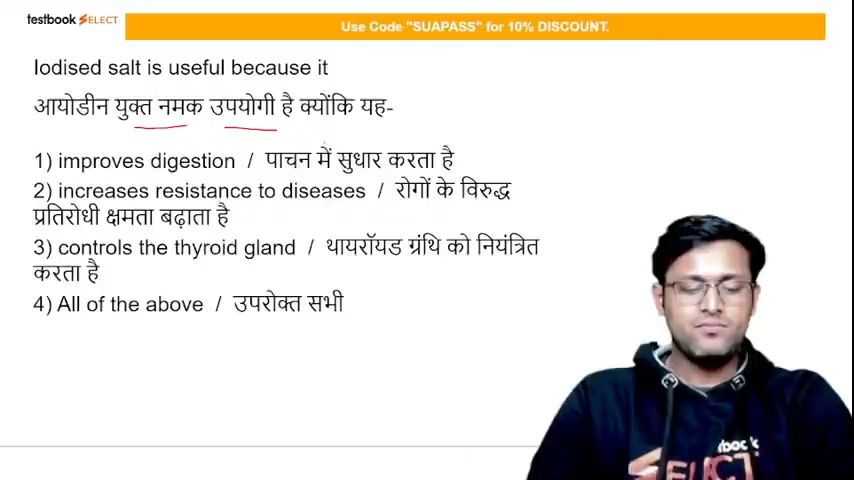 testbook SELECT
Use Code "SUAPASS" for 10% DISCOUNT.
Iodised salt is useful because it
आयोडीन युक्त नमक उपयोगी है क्योंकि यह-
1) improves digestion / पाचन में सुधार करता है
2) increases resistance to diseases / रोगों के विरुद्ध
प्रतिरोधी क्षमता बढ़ाता है
3) controls the thyroid gland / थायरॉयड ग्रंथि को नियंत्रित
करता है
4) All of the above / उपरोक्त सभी